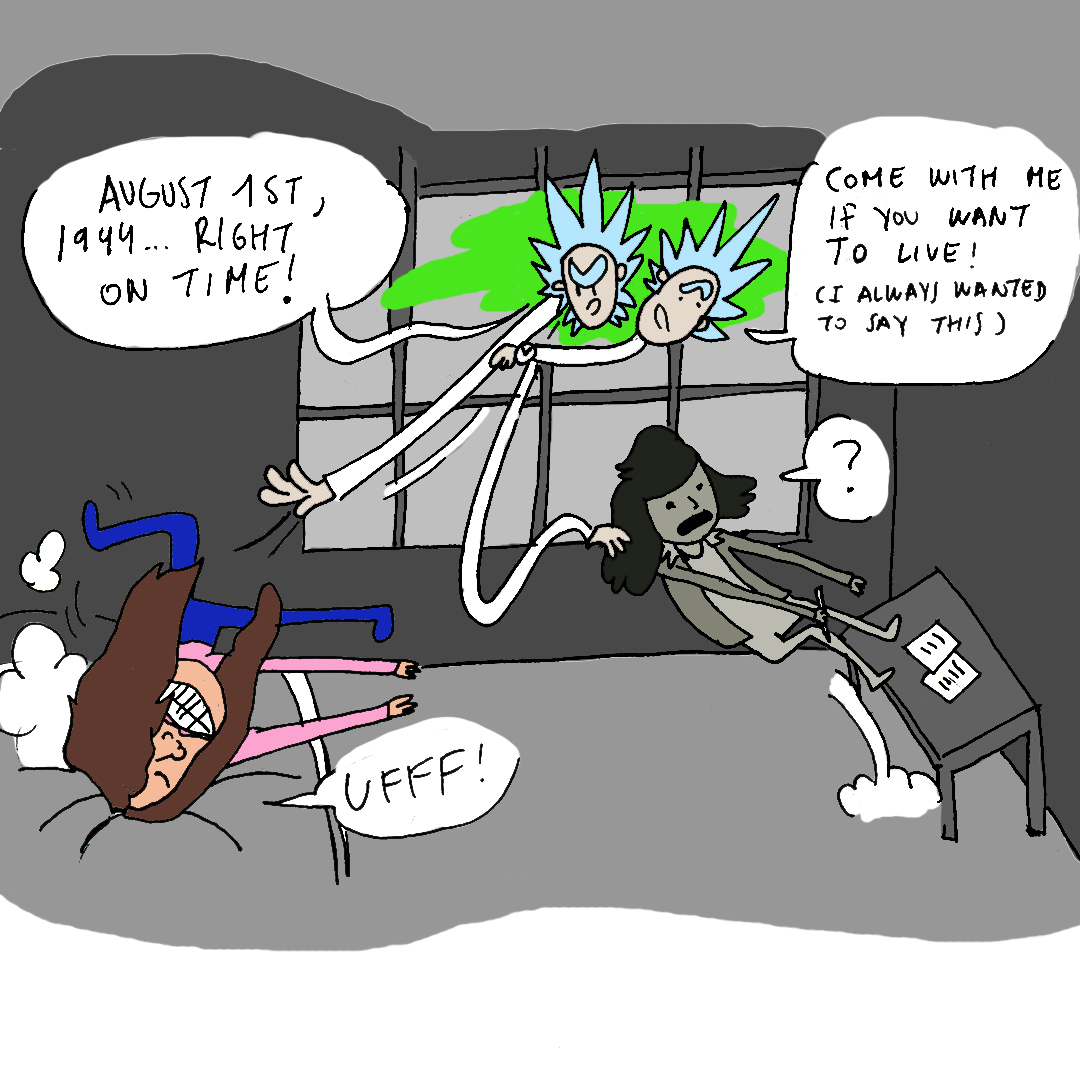 AUGUST 1ST,
1944... RIGHT
ON TIME!
COME WITH ME
IF YOU WANT
TO LIVE!
(I ALWAYS WANTED
TO SAY THIS)
?
UFFF!